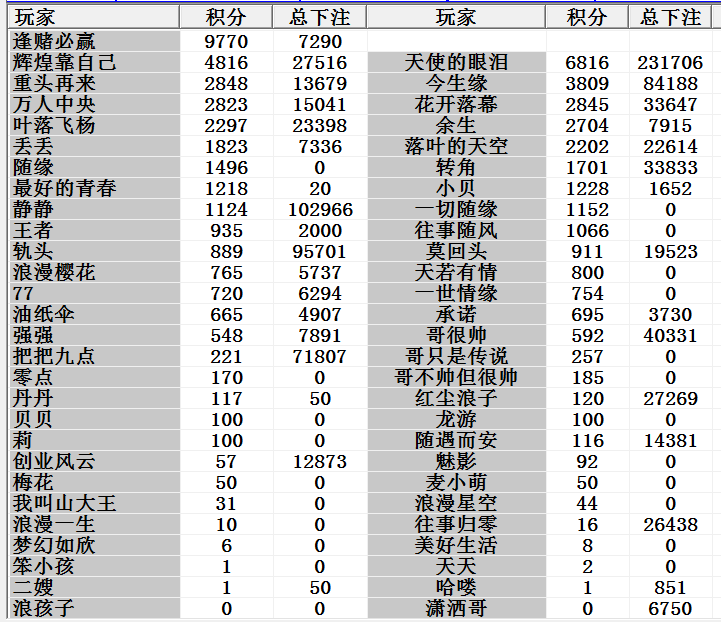 玩家 积分 总下注 玩家 积分 总下注
逢赌必赢 9770 7290
辉煌靠自己 4816 27516 天使的眼泪 6816 231706
重头再来 2848 13679 今生缘 3809 84188
万人中央 2823 15041 花开落幕 2845 33647
叶落飞杨 2297 23398 余生 2704 7915
丢丢 1823 7336 落叶的天空 2202 22614
随缘 1496 0 转角 1701 33833
最好的青春 1218 20 小贝 1228 1652
静静 1124 102966 一切随缘 1152 0
王者 935 2000 往事随风 1066 0
轨头 889 95701 莫回头 911 19523
浪漫樱花 765 5737 天若有情 800 0
77 720 6294 一世情缘 754 0
油纸伞 665 4907 承诺 695 3730
强强 548 7891 哥很帅 592 40331
把把九点 221 71807 哥只是传说 257 0
零点 170 0 哥不帅但很帅 185 0
丹丹 117 50 红尘浪子 120 27269
贝贝 100 0 龙游 100 0
莉 100 0 随遇而安 116 14381
创业风云 57 12873 魅影 92 0
梅花 50 0 麦小萌 50 0
我叫山大王 31 0 浪漫星空 44 0
浪漫一生 10 0 往事归零 16 26438
梦幻如欣 6 0 美好生活 8 0
笨小孩 1 0 天天 2 0
二嫂 1 50 哈喽 1 851
浪孩子 0 0 潇洒哥 0 6750